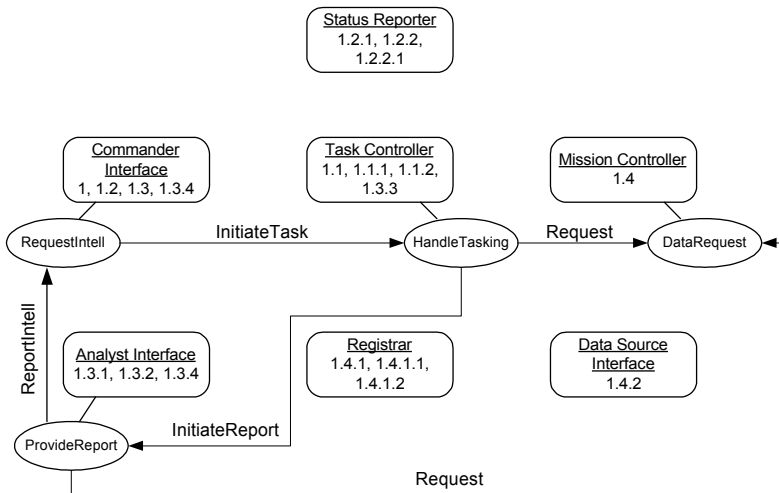 Status Reporter
1.2.1, 1.2.2,
1.2.2.1
Commander
Interface
1, 1.2, 1.3, 1.3.4
Task Controller
1.1, 1.1.1, 1.1.2,
1.3.3
Mission Controller
1.4
RequestIntell
InitiateTask
HandleTasking
Request
DataRequest
ReportIntell
Analyst Interface
1.3.1, 1.3.2, 1.3.4
Registrar
1.4.1, 1.4.1.1,
1.4.1.2
Data Source
Interface
1.4.2
InitiateReport
ProvideReport
Request